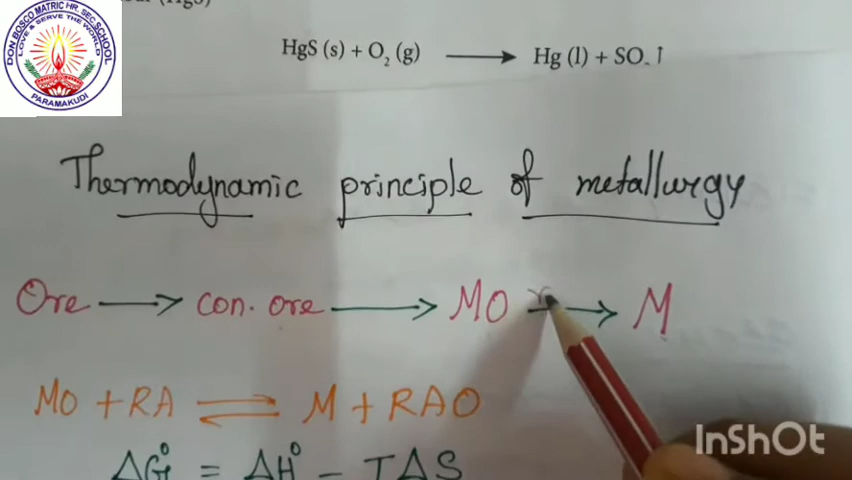 DON BOSCO MATRIC HR. SEC. SCHOOL
LOVE & SERVE THE WORLD
PARAMAKUDI
HgS (s) + O₂ (g) ⟶ Hg (l) + SO₂ ↑
Thermodynamic principle of metallurgy
Ore ⟶ con. ore ⟶ MO ⟶ M
MO + RA ⇌ M + RAO
ΔG° = ΔH° - TΔS
InShOt